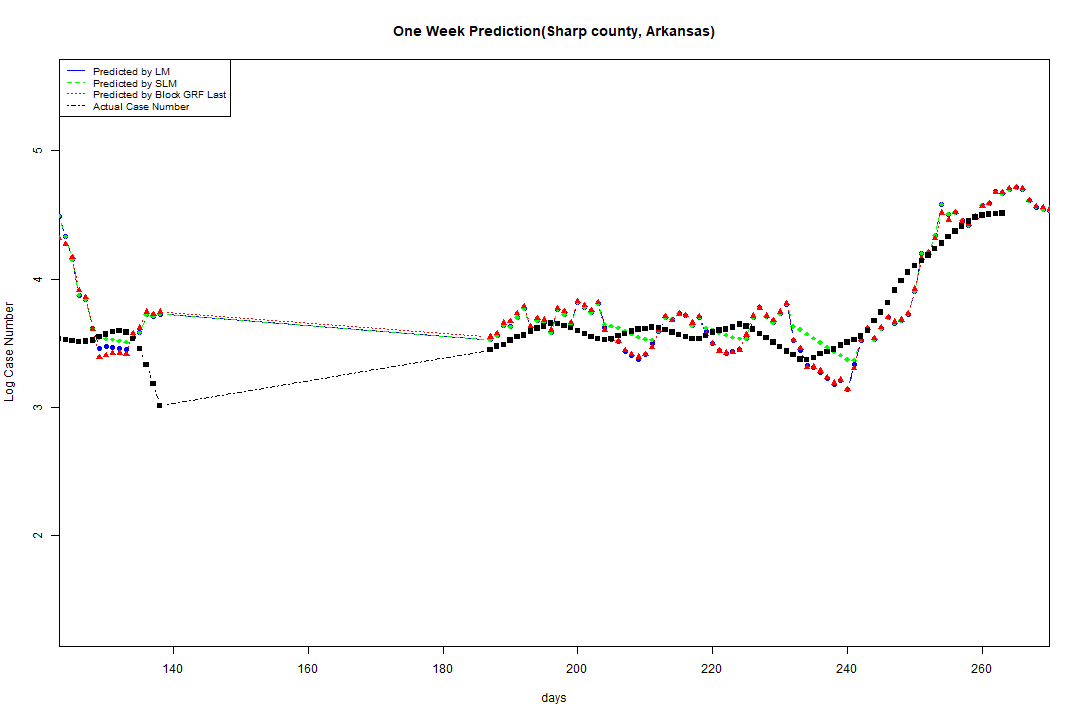 One Week Prediction(Sharp county, Arkansas)
Predicted by LM
Predicted by SLM
Predicted by Block GRF Last
Actual Case Number
5
4
3
2
Log Case Number
140 160 180 200 220 240 260
days